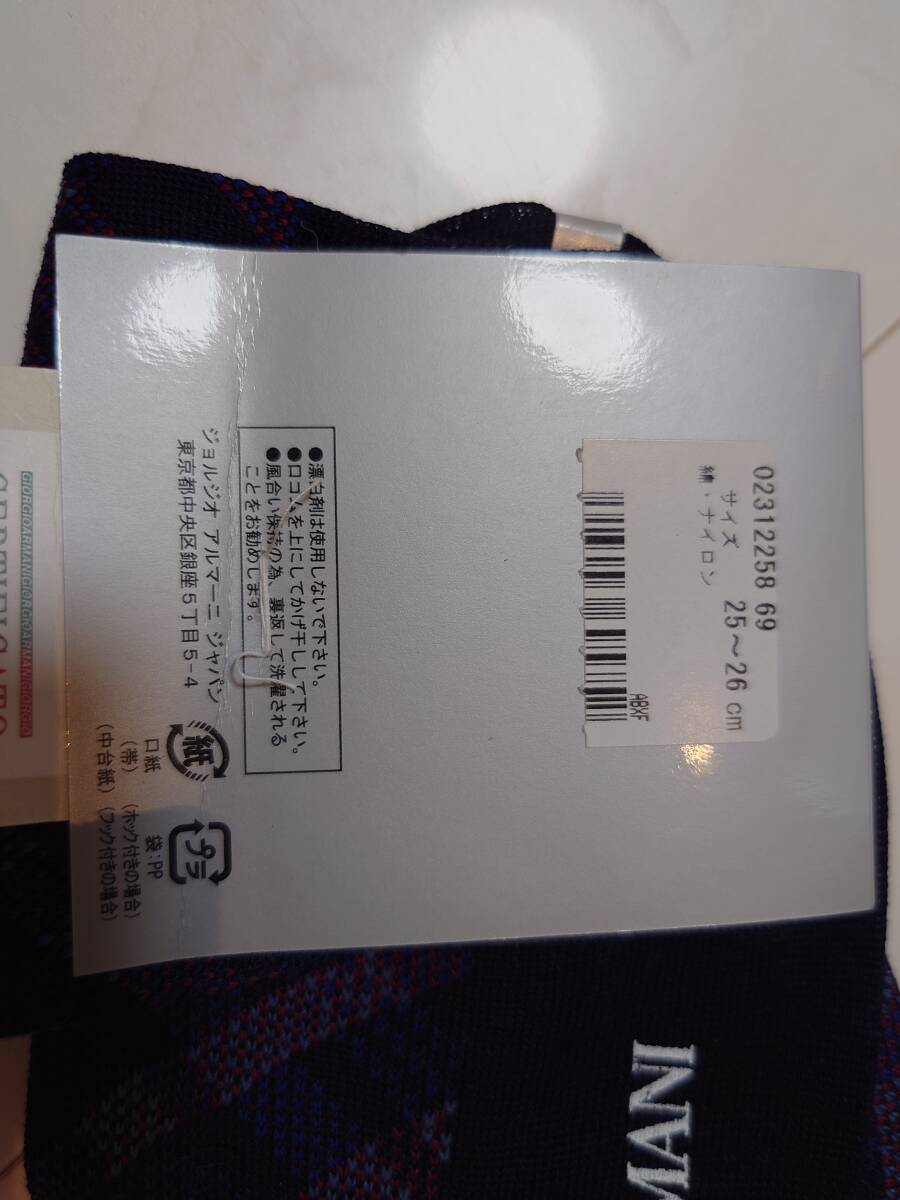 02312258 69
サイズ 25～26 cm
綿・ナイロン
ABXF
●漂白剤は使用しないで下さい。
●口ゴムを上にしてかげ干しして下さい。
●風合い保持の為、裏返して洗濯される
ことをお勧めします。
ジョルジオ アルマーニ ジャパン
東京都中央区銀座5丁目5-4
紙
口紙
(帯) (ホック付きの場合)
(中台紙) (フック付きの場合)
プラ
袋:PP
GIORGIOARMANIGIORGIOARMANIGIORGIO
MANI